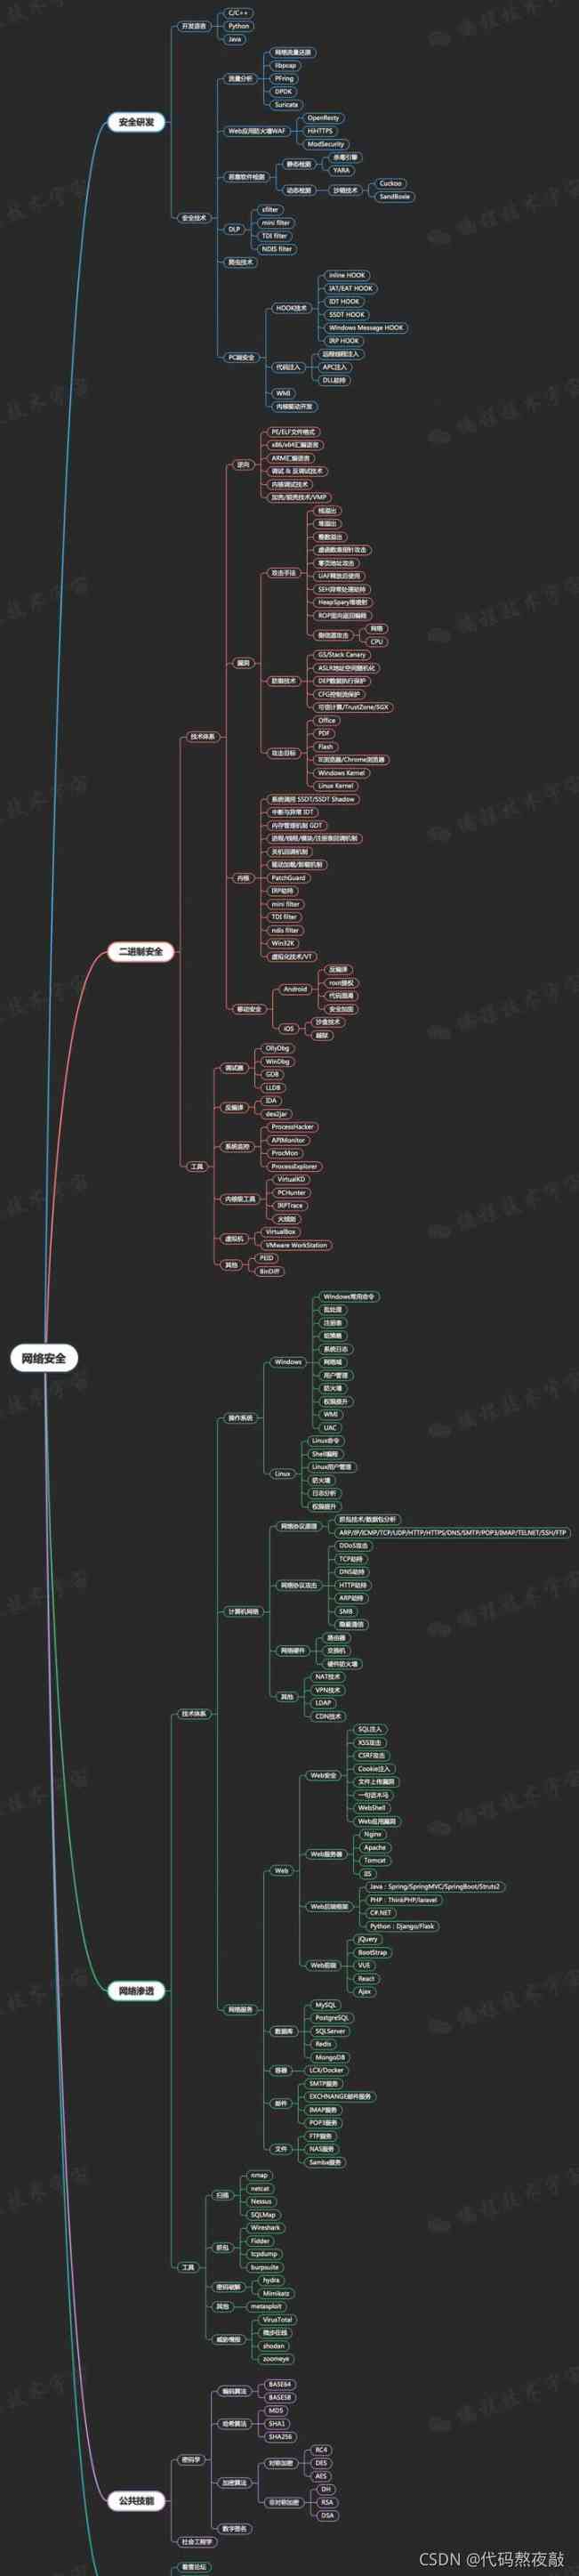 网络安全
安全研发
开发语言
C/C++
Python
Java
安全技术
流量分析
网络流量还原
libpcap
PFring
DPDK
Suricata
Web应用防火墙WAF
OpenResty
HiHTTPS
ModSecurity
恶意软件检测
静态检测
杀毒引擎
YARA
动态检测
沙箱技术
Cuckoo
SandBoxie
DLP
sfilter
mini filter
TDI filter
NDIS filter
爬虫技术
PC端安全
HOOK技术
inline HOOK
IAT/EAT HOOK
IDT HOOK
SSDT HOOK
Windows Message HOOK
IRP HOOK
代码注入
远程线程注入
APC注入
DLL劫持
WMI
内核驱动开发
二进制安全
技术体系
逆向
PE/ELF文件格式
x86/x64汇编语言
ARM汇编语言
调试 & 反调试技术
内核调试技术
加壳/脱壳技术/VMP
漏洞
攻击手法
栈溢出
堆溢出
整数溢出
虚函数表指针攻击
零页地址攻击
UAF释放后使用
SEH异常处理劫持
HeapSpary堆喷射
ROP面向返回编程
侧信道攻击
网络
CPU
防御技术
GS/Stack Canary
ASLR地址空间随机化
DEP数据执行保护
CFG控制流保护
可信计算/TrustZone/SGX
攻击目标
Office
PDF
Flash
IE浏览器/Chrome浏览器
Windows Kernel
Linux Kernel
内核
系统调用 SSDT/SSDT Shadow
中断与异常 IDT
内存管理机制 GDT
进程/线程/模块/注册表回调机制
关机回调机制
驱动加载/卸载机制
PatchGuard
IRP劫持
mini filter
TDI filter
ndis filter
Win32K
虚拟化技术/VT
移动安全
Android
反编译
root提权
代码混淆
安全加固
iOS
沙盒技术
越狱
工具
调试器
OllyDbg
WinDbg
GDB
LLDB
反编译
IDA
dex2jar
系统监控
ProcessHacker
APIMonitor
ProcMon
ProcessExplorer
内核级工具
VirtualKD
PCHunter
IRPTrace
火绒剑
虚拟机
VirtualBox
VMware WorkStation
其他
PEID
BinDiff
网络渗透
技术体系
操作系统
Windows
Windows常用命令
批处理
注册表
组策略
系统日志
网络域
用户管理
防火墙
权限提升
WMI
UAC
Linux
Linux命令
Shell编程
Linux用户管理
防火墙
日志分析
权限提升
计算机网络
网络协议原理
抓包技术/数据包分析
ARP/IP/ICMP/TCP/UDP/HTTP/HTTPS/DNS/SMTP/POP3/IMAP/TELNET/SSH/FTP
网络协议攻击
DDoS攻击
TCP劫持
DNS劫持
HTTP劫持
ARP劫持
SMB
隐蔽通信
网络硬件
路由器
交换机
硬件防火墙
其他
NAT技术
VPN技术
LDAP
CDN技术
网络服务
Web
Web安全
SQL注入
XSS攻击
CSRF攻击
Cookie注入
文件上传漏洞
一句话木马
WebShell
Web应用漏洞
Web服务器
Nginx
Apache
Tomcat
IIS
Web后端框架
Java：Spring/SpringMVC/SpringBoot/Struts2
PHP：ThinkPHP/laravel
C#.NET
Python：Django/Flask
Web前端
jQuery
BootStrap
VUE
React
Ajax
数据库
MySQL
PostgreSQL
SQLServer
Redis
MongoDB
容器
LCX/Docker
邮件
SMTP服务
EXCHNANGE邮件服务
IMAP服务
POP3服务
文件
FTP服务
NAS服务
Samba服务
工具
扫描
nmap
netcat
Nessus
SQLMap
抓包
Wireshark
Fidder
tcpdump
burpsuite
密码破解
hydra
Mimikatz
其他
metasploit
威胁情报
VirusTotal
微步在线
shodan
zoomeye
公共技能
密码学
编码算法
BASE64
BASE58
哈希算法
MD5
SHA1
SHA256
加密算法
对称加密
RC4
DES
AES
非对称加密
DH
RSA
DSA
数字签名
社会工程学
看雪论坛
CSDN @代码熬夜敲